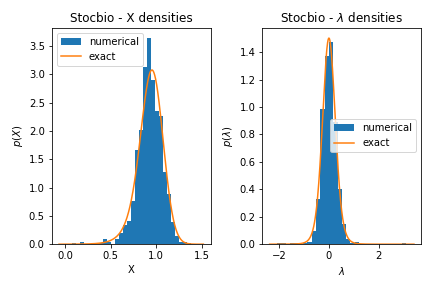 Stocbio - X densities
numerical
exact
p(X)
3.5
3.0
2.5
2.0
1.5
1.0
0.5
0.0
0.0 0.5 1.0 1.5
X
Stocbio - λ densities
numerical
exact
p(λ)
1.4
1.2
1.0
0.8
0.6
0.4
0.2
0.0
−2 0 2
λ